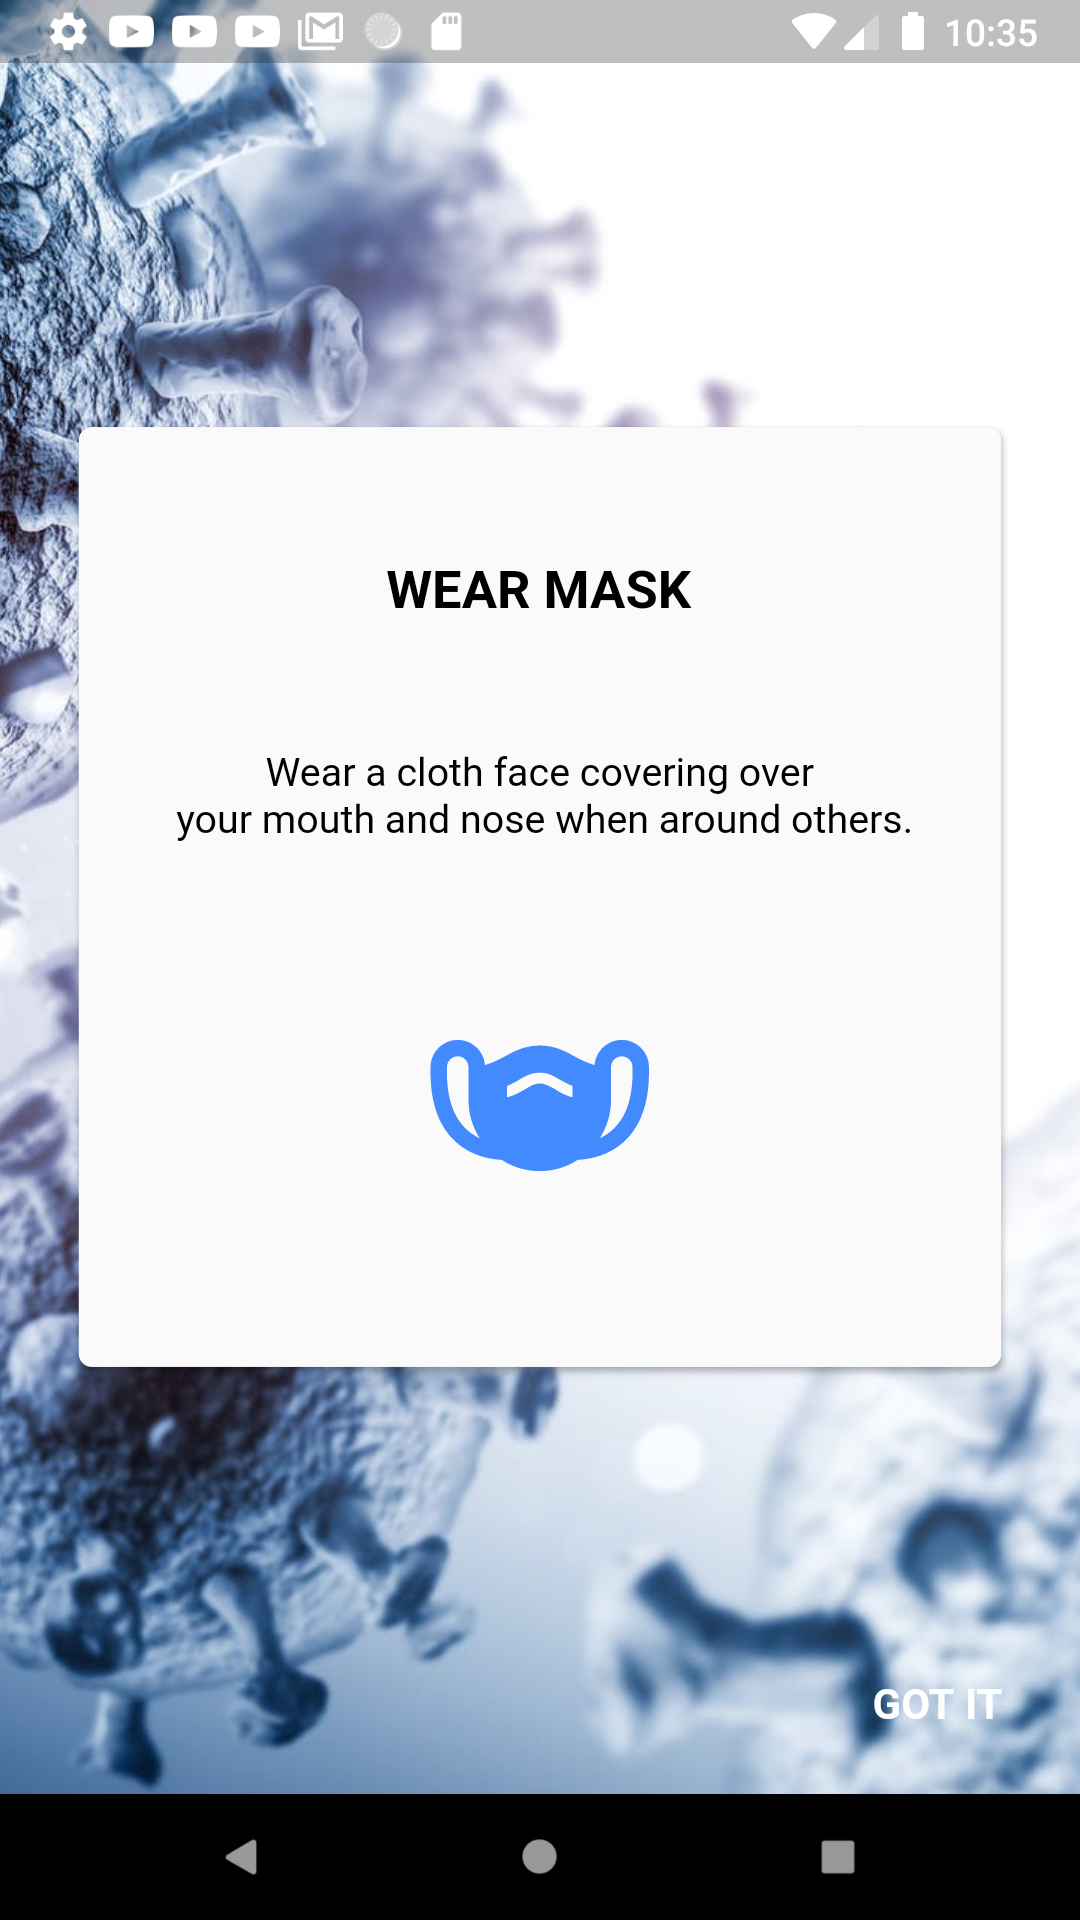 10:35
WEAR MASK
Wear a cloth face covering over
your mouth and nose when around others.
GOT IT